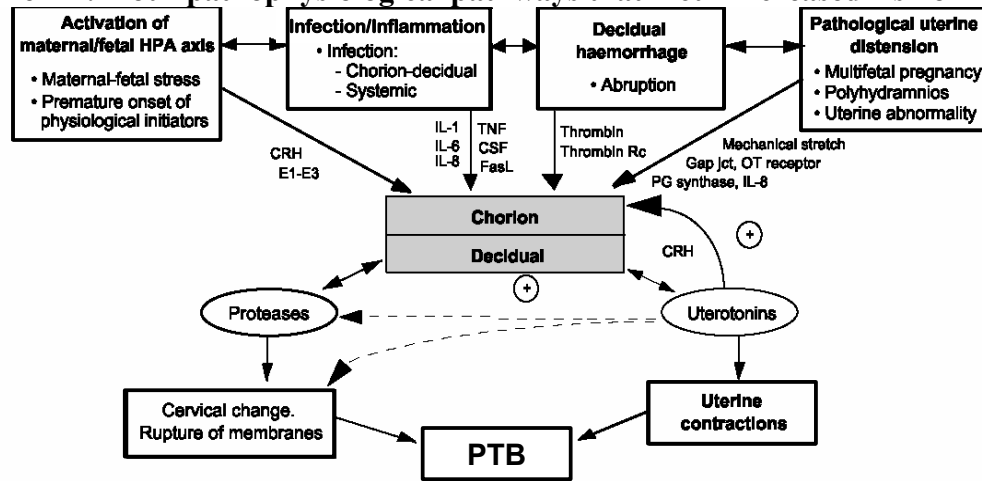 Activation of
maternal/fetal HPA axis
• Maternal-fetal stress
• Premature onset of
physiological initiators
Infection/Inflammation
• Infection:
- Chorion-decidual
- Systemic
Decidual
haemorrhage
• Abruption
Pathological uterine
distension
• Multifetal pregnancy
• Polyhydramnios
• Uterine abnormality
CRH
E1-E3
IL-1
IL-6
IL-8
TNF
CSF
FasL
Thrombin
Thrombin Rc
Mechanical stretch
Gap jct, OT receptor
PG synthase, IL-8
Chorion
Decidual
CRH
+
+
Proteases
Uterotonins
Cervical change.
Rupture of membranes
Uterine
contractions
PTB